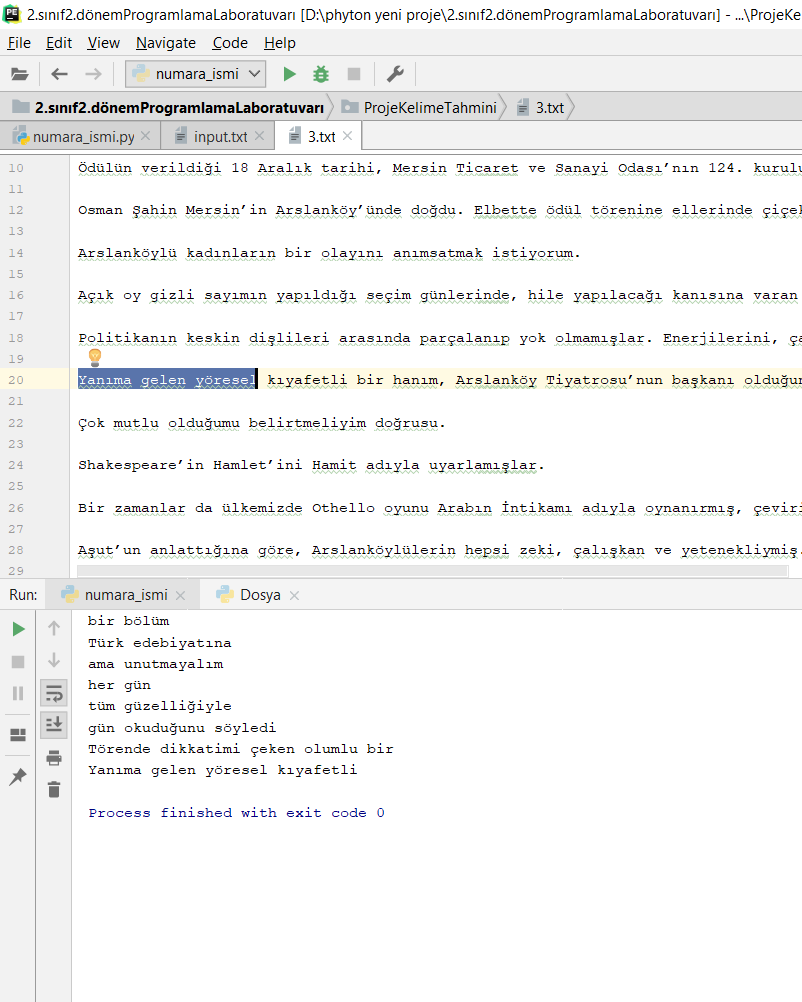 2.sınıf2.dönemProgramlamaLaboratuvarı [D:\phyton yeni proje\2.sınıf2.dönemProgramlamaLaboratuvarı] - ...\ProjeKe
File Edit View Navigate Code Help
numara_ismi
2.sınıf2.dönemProgramlamaLaboratuvarı ProjeKelimeTahmini 3.txt
numara_ismi.py input.txt 3.txt
10 Ödülün verildiği 18 Aralık tarihi, Mersin Ticaret ve Sanayi Odası’nın 124. kurulu
11
12 Osman Şahin Mersin’in Arslanköy’ünde doğdu. Elbette ödül törenine ellerinde çiçek
13
14 Arslanköylü kadınların bir olayını anımsatmak istiyorum.
15
16 Açık oy gizli sayımın yapıldığı seçim günlerinde, hile yapılacağı kanısına varan
17
18 Politikanın keskin dişlileri arasında parçalanıp yok olmamışlar. Enerjilerini, ça
19
20 Yanıma gelen yöresel kıyafetli bir hanım, Arslanköy Tiyatrosu’nun başkanı olduğun
21
22 Çok mutlu olduğumu belirtmeliyim doğrusu.
23
24 Shakespeare’in Hamlet’ini Hamit adıyla uyarlamışlar.
25
26 Bir zamanlar da ülkemizde Othello oyunu Arabın İntikamı adıyla oynanırmış, çeviri
27
28 Aşut’un anlattığına göre, Arslanköylülerin hepsi zeki, çalışkan ve yetenekliymiş.
29
Run: numara_ismi Dosya
bir bölüm
Türk edebiyatına
ama unutmayalım
her gün
tüm güzelliğiyle
gün okuduğunu söyledi
Törende dikkatimi çeken olumlu bir
Yanıma gelen yöresel kıyafetli
Process finished with exit code 0